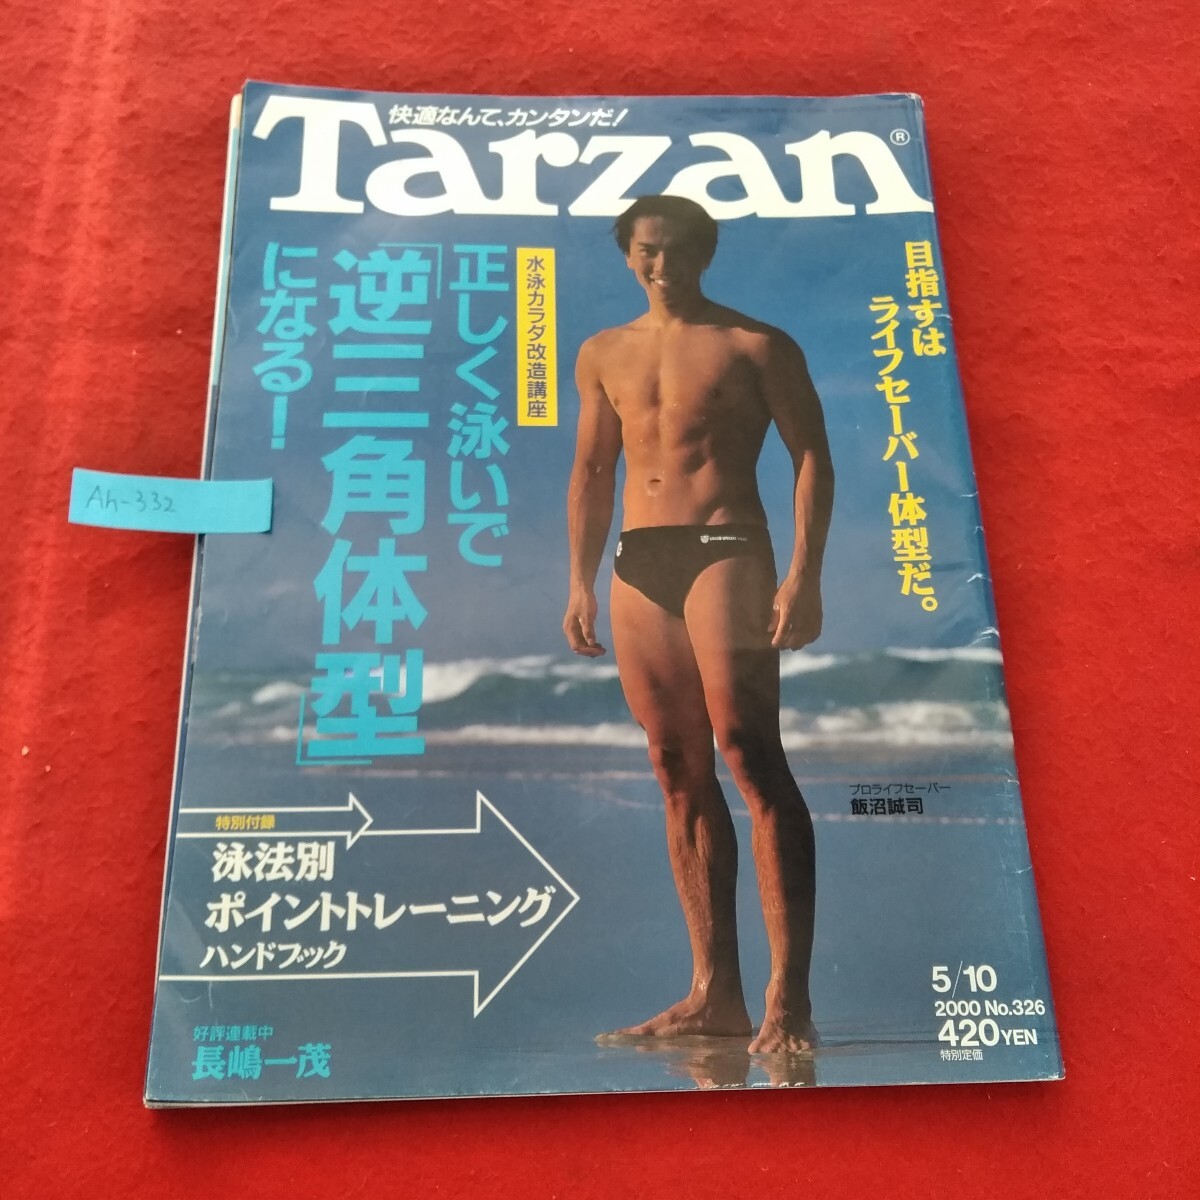 快適なんて、カンタンだ!
Tarzan®
水泳カラダ改造講座
正しく泳いで
「逆三角体型」
になる!
目指すは
ライフセーバー体型だ。
Ah-332
プロライフセーバー
飯沼誠司
特別付録
泳法別
ポイントトレーニング
ハンドブック
好評連載中
長嶋一茂
5/10
2000 No.326
420YEN
特別定価